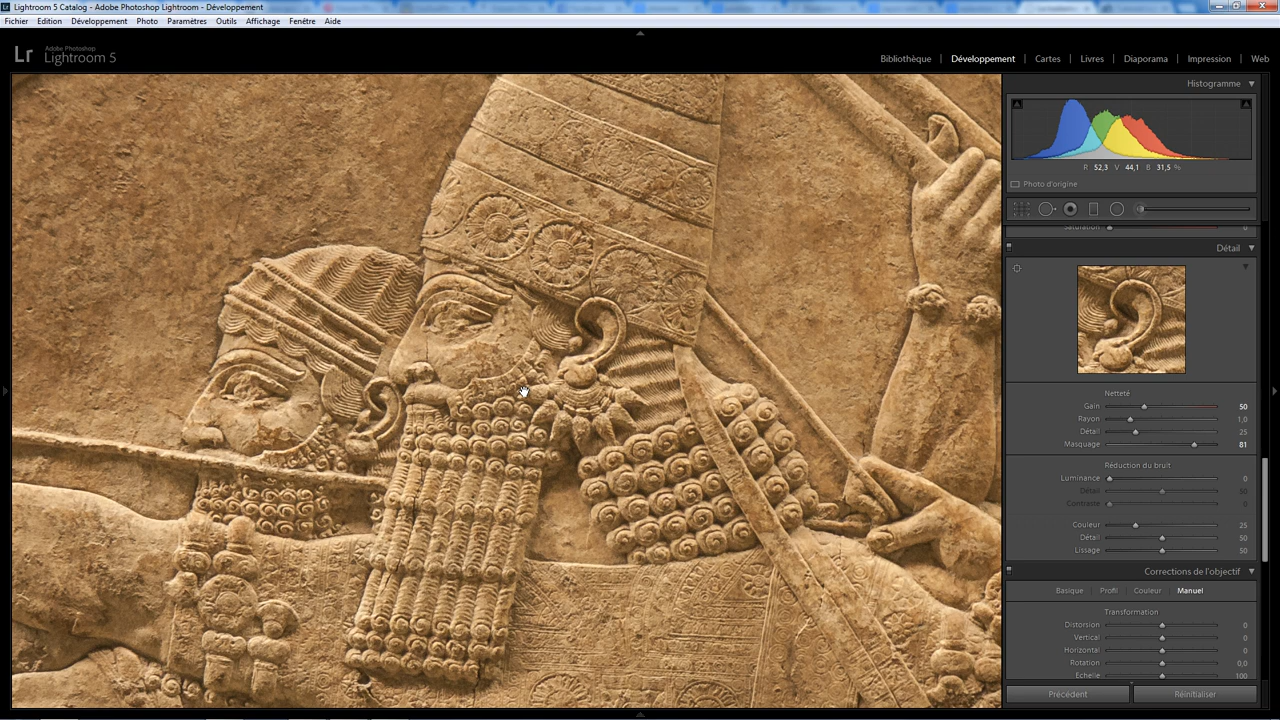 Lightroom 5 Catalog - Adobe Photoshop Lightroom - Développement
Fichier Edition Développement Photo Paramètres Outils Affichage Fenêtre Aide
Lr Adobe Photoshop
Lightroom 5
Bibliothèque | Développement | Cartes | Livres | Diaporama | Impression | Web
Histogramme
R 52,3 V 44,1 B 31,5 %
Photo d'origine
Saturation 0
Détail
Netteté
Gain 50
Rayon 1,0
Détail 25
Masquage 81
Réduction du bruit
Luminance 0
Détail 50
Contraste 0
Couleur 25
Détail 50
Lissage 50
Corrections de l'objectif
Basique | Profil | Couleur | Manuel
Transformation
Distorsion 0
Vertical 0
Horizontal 0
Rotation 0,0
Echelle 100
Précédent Réinitialiser